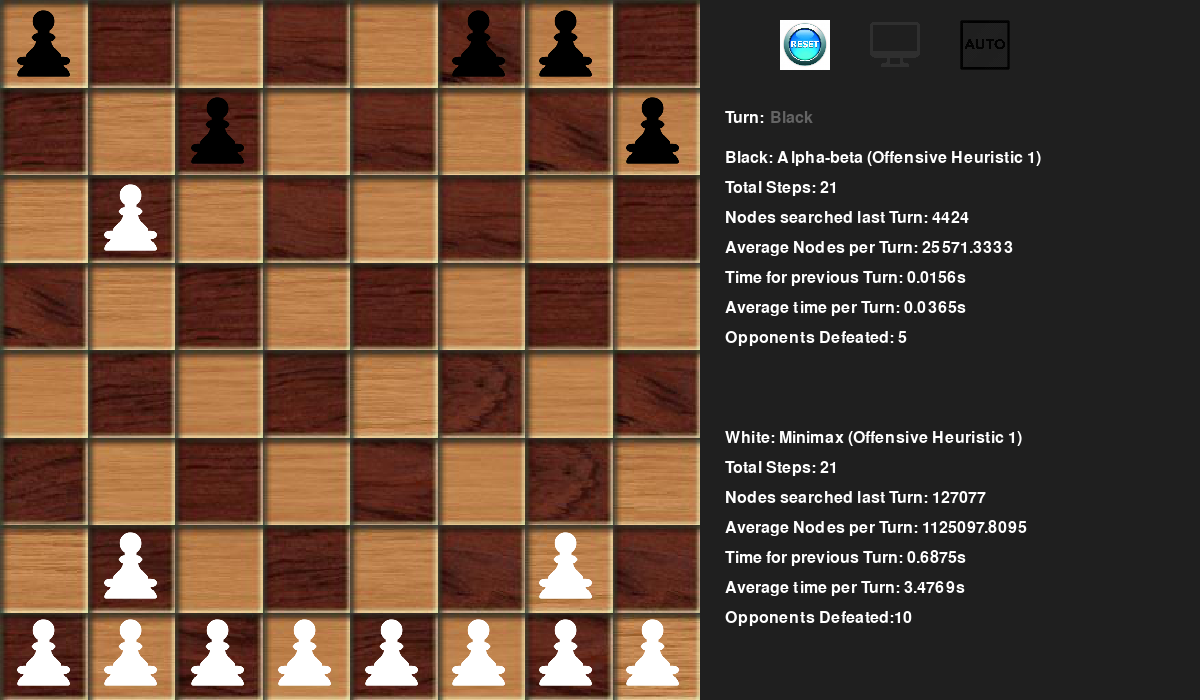 RESET
AUTO
Turn: Black
Black: Alpha-beta (Offensive Heuristic 1)
Total Steps: 21
Nodes searched last Turn: 4424
Average Nodes per Turn: 25571.3333
Time for previous Turn: 0.0156s
Average time per Turn: 0.0365s
Opponents Defeated: 5
White: Minimax (Offensive Heuristic 1)
Total Steps: 21
Nodes searched last Turn: 127077
Average Nodes per Turn: 1125097.8095
Time for previous Turn: 0.6875s
Average time per Turn: 3.4769s
Opponents Defeated:10